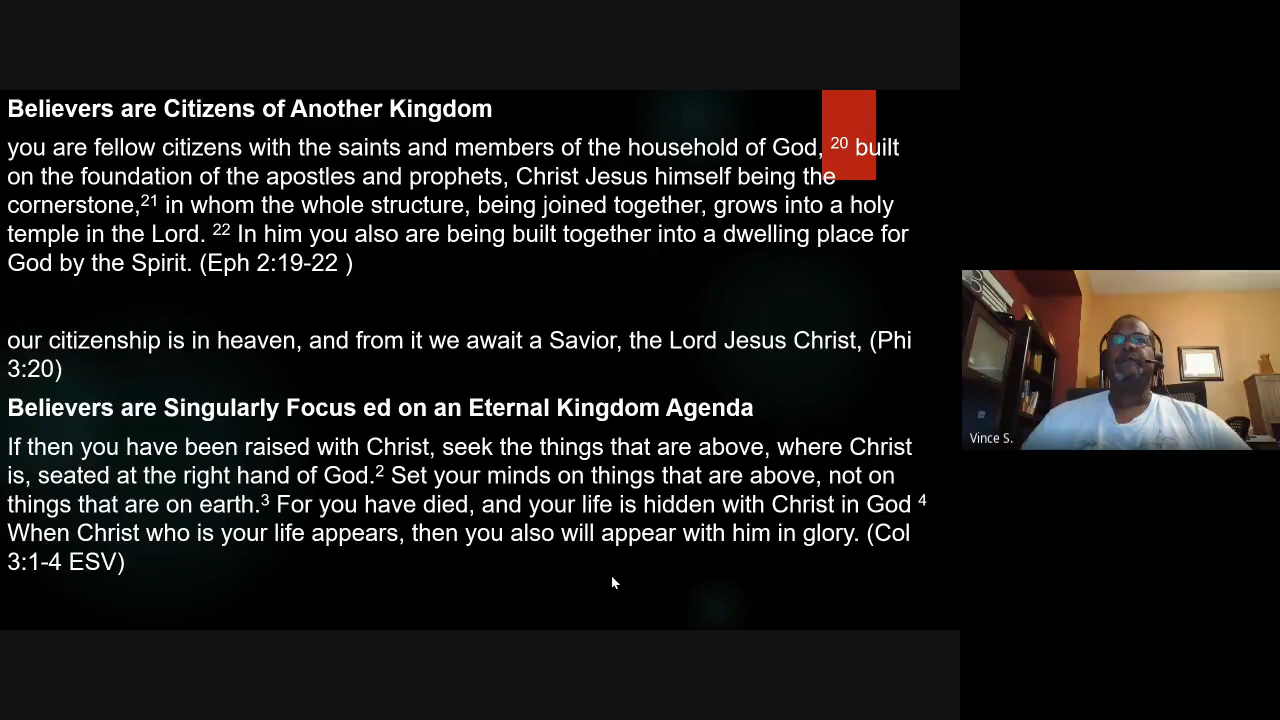 Believers are Citizens of Another Kingdom
you are fellow citizens with the saints and members of the household of God, 20 built
on the foundation of the apostles and prophets, Christ Jesus himself being the
cornerstone,21 in whom the whole structure, being joined together, grows into a holy
temple in the Lord. 22 In him you also are being built together into a dwelling place for
God by the Spirit. (Eph 2:19-22 )
our citizenship is in heaven, and from it we await a Savior, the Lord Jesus Christ, (Phi
3:20)
Believers are Singularly Focus ed on an Eternal Kingdom Agenda
If then you have been raised with Christ, seek the things that are above, where Christ
is, seated at the right hand of God.2 Set your minds on things that are above, not on
things that are on earth.3 For you have died, and your life is hidden with Christ in God 4
When Christ who is your life appears, then you also will appear with him in glory. (Col
3:1-4 ESV)
Vince S.